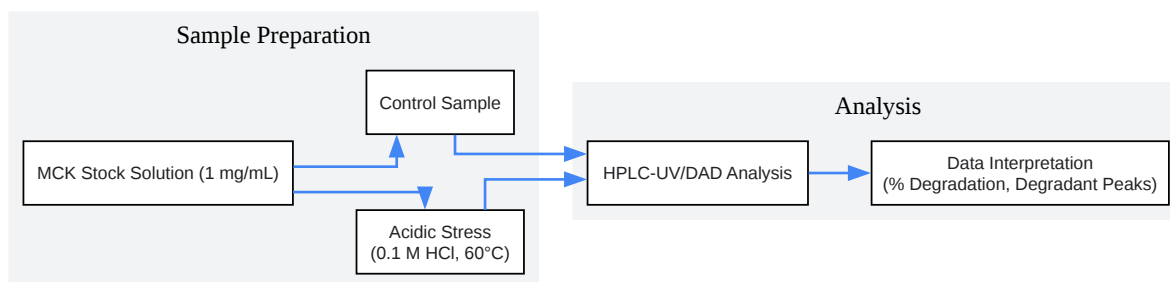 Sample Preparation
Control Sample
MCK Stock Solution (1 mg/mL)
Acidic Stress
(0.1 M HCl, 60°C)
Analysis
HPLC-UV/DAD Analysis
Data Interpretation
(% Degradation, Degradant Peaks)